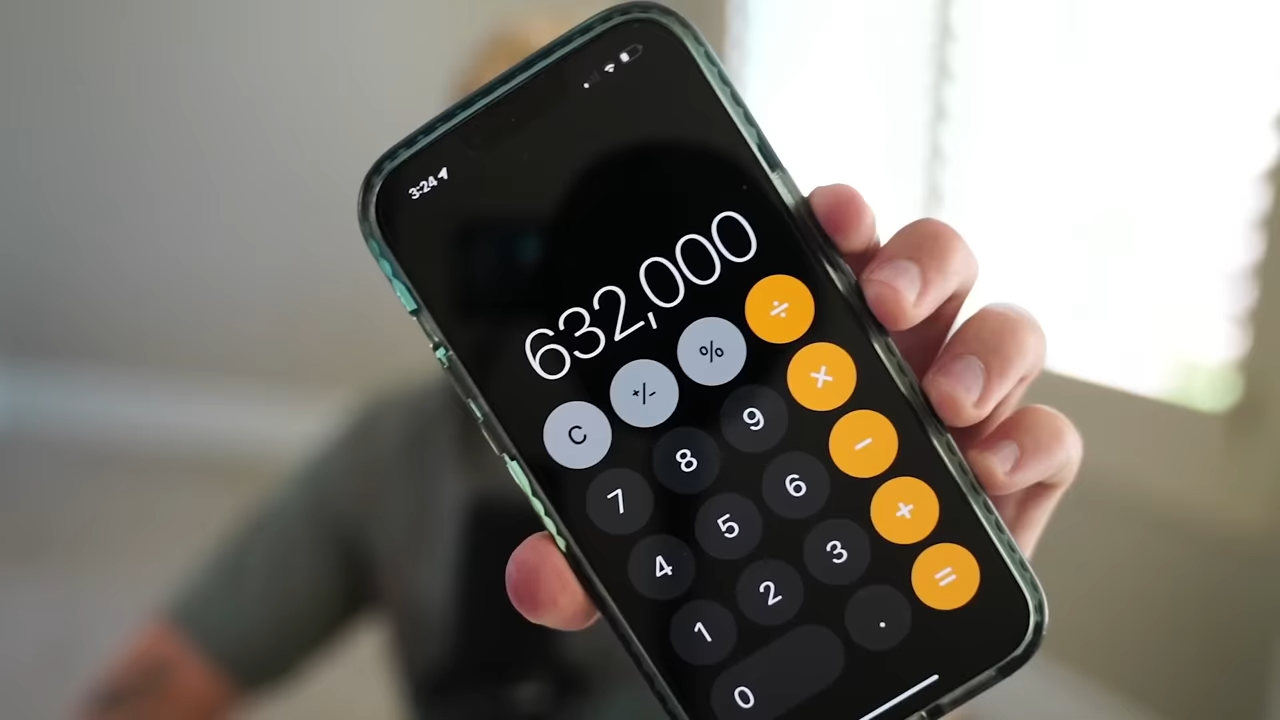 3:24
632,000
C +/- % ÷
7 8 9 ×
4 5 6 −
1 2 3 +
0 . =